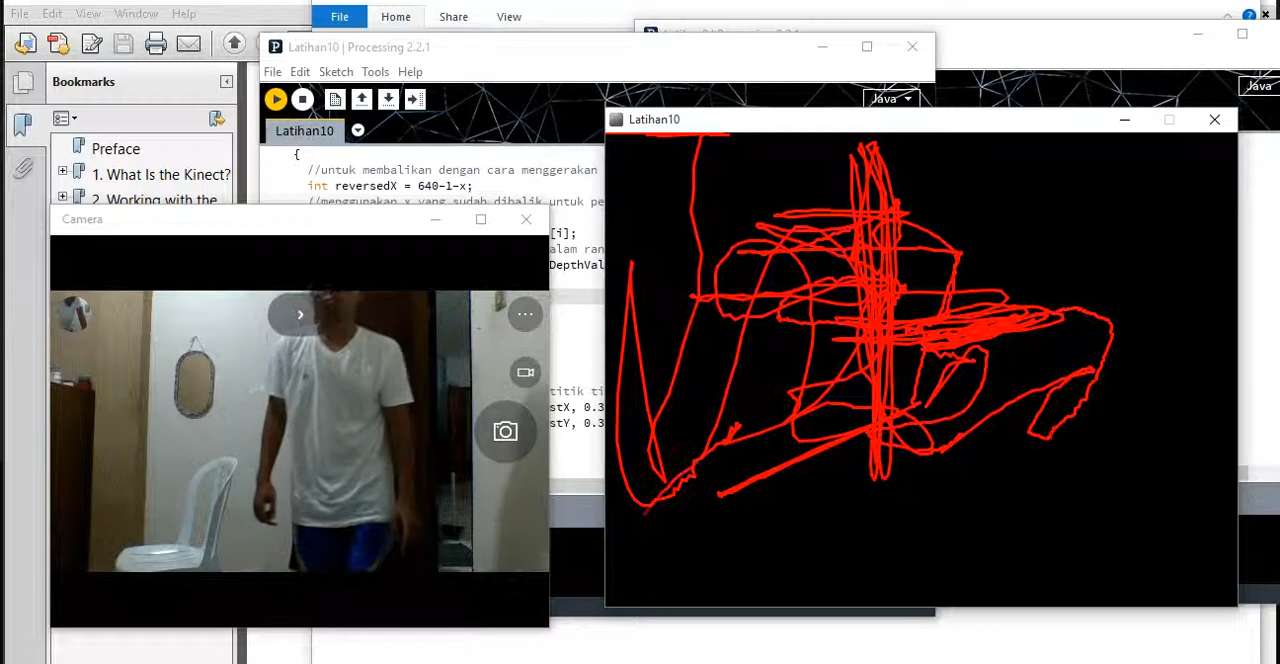 File Edit View Window Help
File Home Share View
Latihan10 | Processing 2.2.1
File Edit Sketch Tools Help
Java
Java
Latihan10
Bookmarks
Preface
1. What Is the Kinect?
2. Working with the
{
//untuk membalikan dengan cara menggerakan
int reversedX = 640-1-x;
//menggunakan x yang sudah dibalik untuk pe
[i];
alam ran
DepthVal
titik ti
stX, 0.3
stY, 0.3
Camera
Latihan10